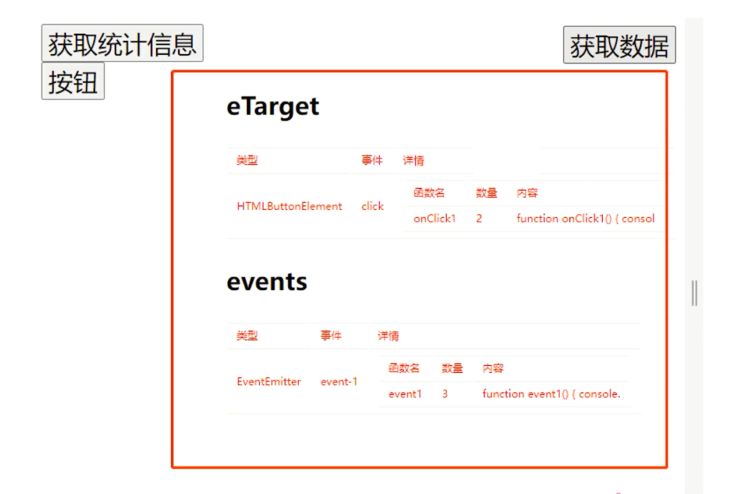 获取统计信息 获取数据
按钮
eTarget
类型 事件 详情
函数名 数量 内容
HTMLButtonElement click
onClick1 2 function onClick1() { consol
events
类型 事件 详情
函数名 数量 内容
EventEmitter event-1
event1 3 function event1() { console.